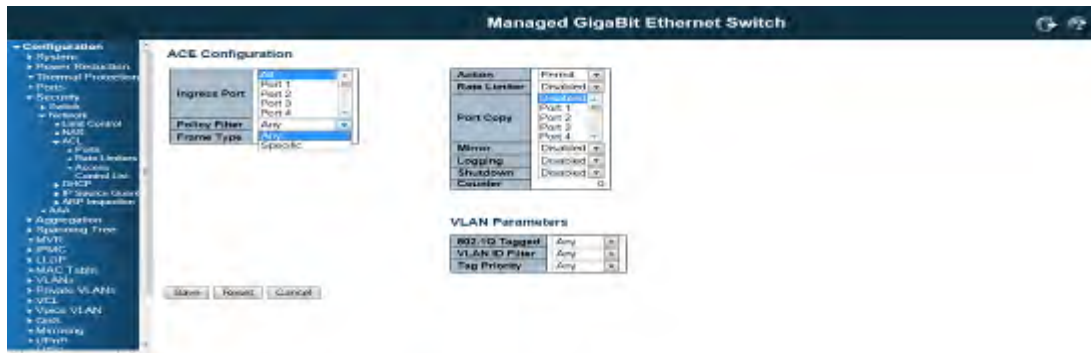 Managed GigaBit Ethernet Switch
Configuration
System
Power Reduction
Thermal Protection
Ports
Security
Switch
Network
Limit Control
NAS
ACL
Ports
Rate Limiters
Access
Control List
DHCP
IP Source Guard
ARP Inspection
AAA
Aggregation
Spanning Tree
MVR
IPMC
LLDP
MAC Table
VLANs
Private VLANs
VCL
Voice VLAN
QoS
Mirroring
UPnP
ACE Configuration
Ingress Port
All
Port 1
Port 2
Port 3
Port 4
Policy Filter Any
Frame Type Any
Specific
Action Permit
Rate Limiter Disabled
Port Copy
Disabled
Port 1
Port 2
Port 3
Port 4
Mirror Disabled
Logging Disabled
Shutdown Disabled
Counter 0
VLAN Parameters
802.1Q Tagged Any
VLAN ID Filter Any
Tag Priority Any
Save Reset Cancel